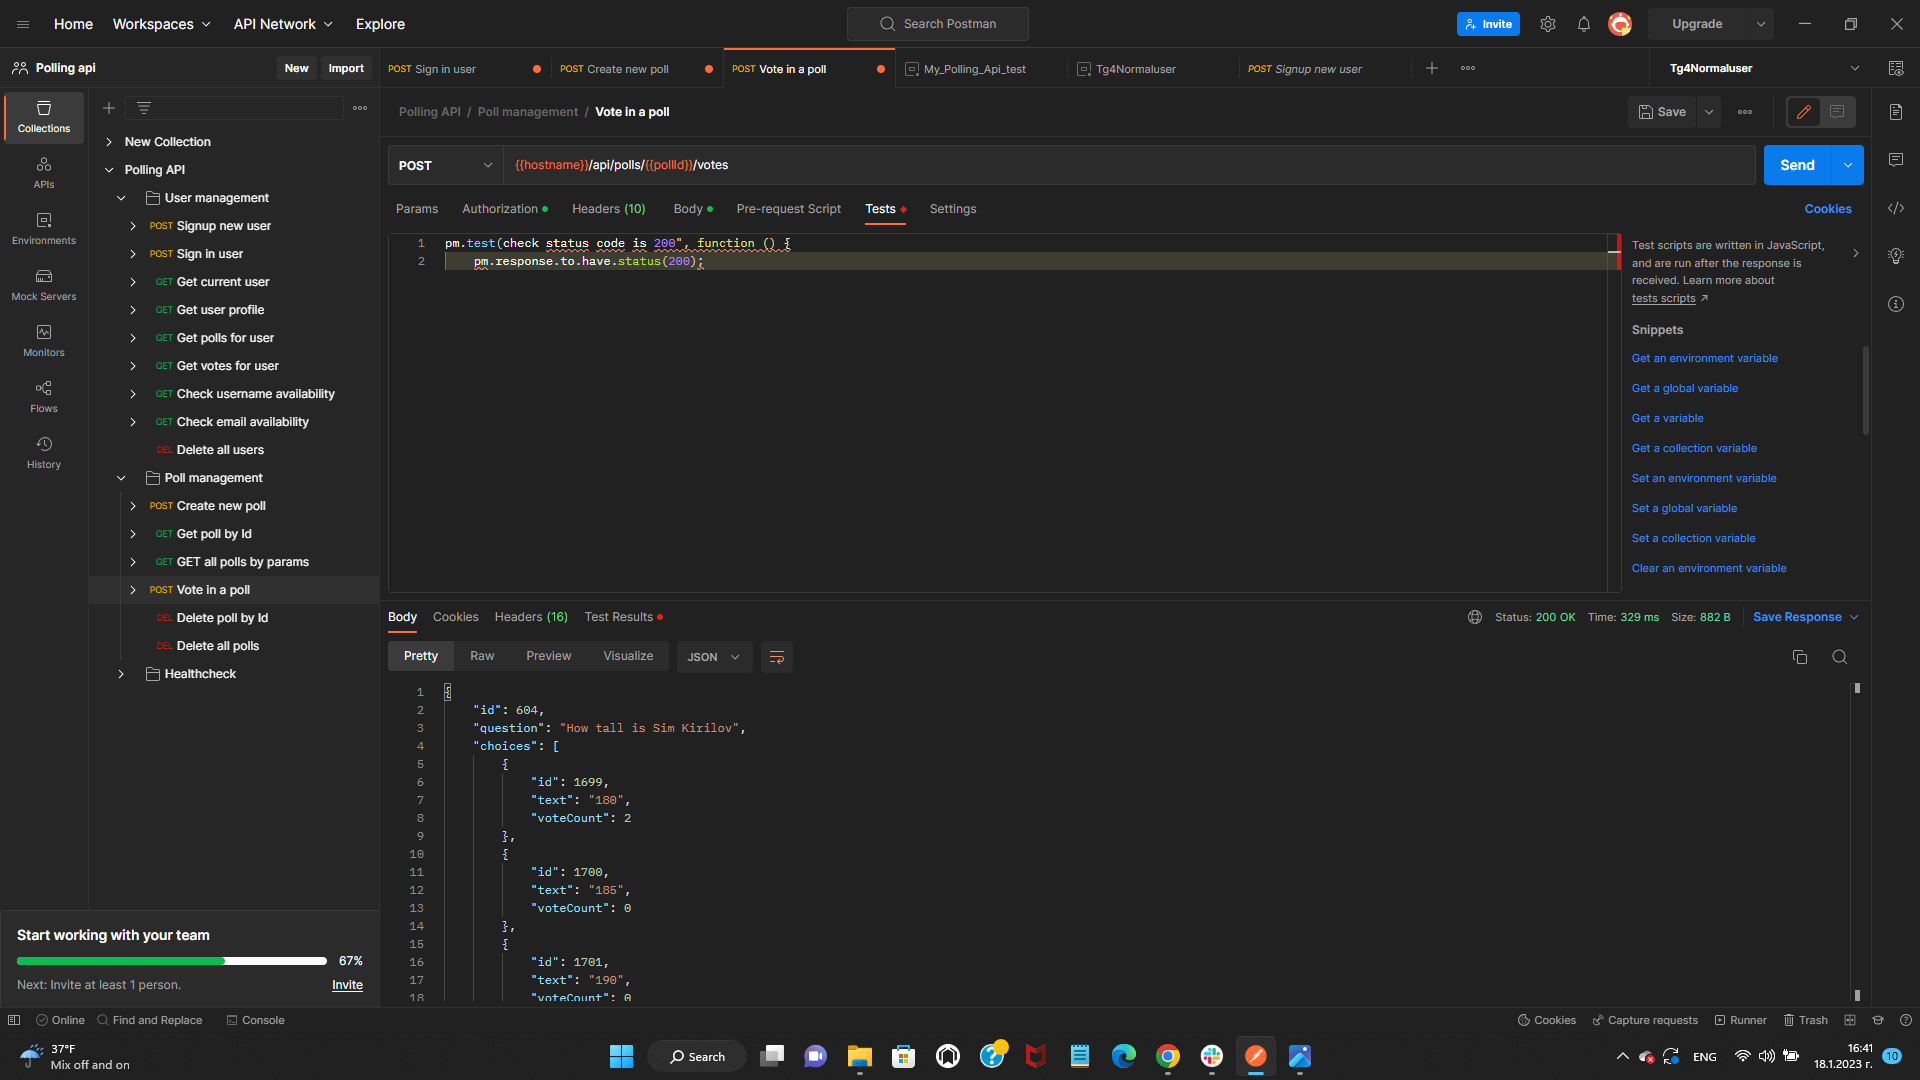 Home Workspaces API Network Explore Search Postman Invite Upgrade
Polling api New Import
POST Sign in user POST Create new poll POST Vote in a poll My_Polling_Api_test Tg4Normaluser POST Signup new user Tg4Normaluser
Collections
APIs
Environments
Mock Servers
Monitors
Flows
History
New Collection
Polling API
User management
POST Signup new user
POST Sign in user
GET Get current user
GET Get user profile
GET Get polls for user
GET Get votes for user
GET Check username availability
GET Check email availability
DEL Delete all users
Poll management
POST Create new poll
GET Get poll by Id
GET GET all polls by params
POST Vote in a poll
DEL Delete poll by Id
DEL Delete all polls
Healthcheck
Start working with your team
67%
Next: Invite at least 1 person. Invite
Polling API / Poll management / Vote in a poll Save
POST {{hostname}}/api/polls/{{pollId}}/votes Send
Params Authorization Headers (10) Body Pre-request Script Tests Settings Cookies
1 pm.test(check status code is 200", function () {
2 pm.response.to.have.status(200);
Test scripts are written in JavaScript,
and are run after the response is
received. Learn more about
tests scripts ↗
Snippets
Get an environment variable
Get a global variable
Get a variable
Get a collection variable
Set an environment variable
Set a global variable
Set a collection variable
Clear an environment variable
Body Cookies Headers (16) Test Results Status: 200 OK Time: 329 ms Size: 882 B Save Response
Pretty Raw Preview Visualize JSON
1 {
2 "id": 604,
3 "question": "How tall is Sim Kirilov",
4 "choices": [
5 {
6 "id": 1699,
7 "text": "180",
8 "voteCount": 2
9 },
10 {
11 "id": 1700,
12 "text": "185",
13 "voteCount": 0
14 },
15 {
16 "id": 1701,
17 "text": "190",
18 "voteCount": 0
Online Find and Replace Console Cookies Capture requests Runner Trash
37°F
Mix off and on
Search
ENG
16:41
18.1.2023 г.
10